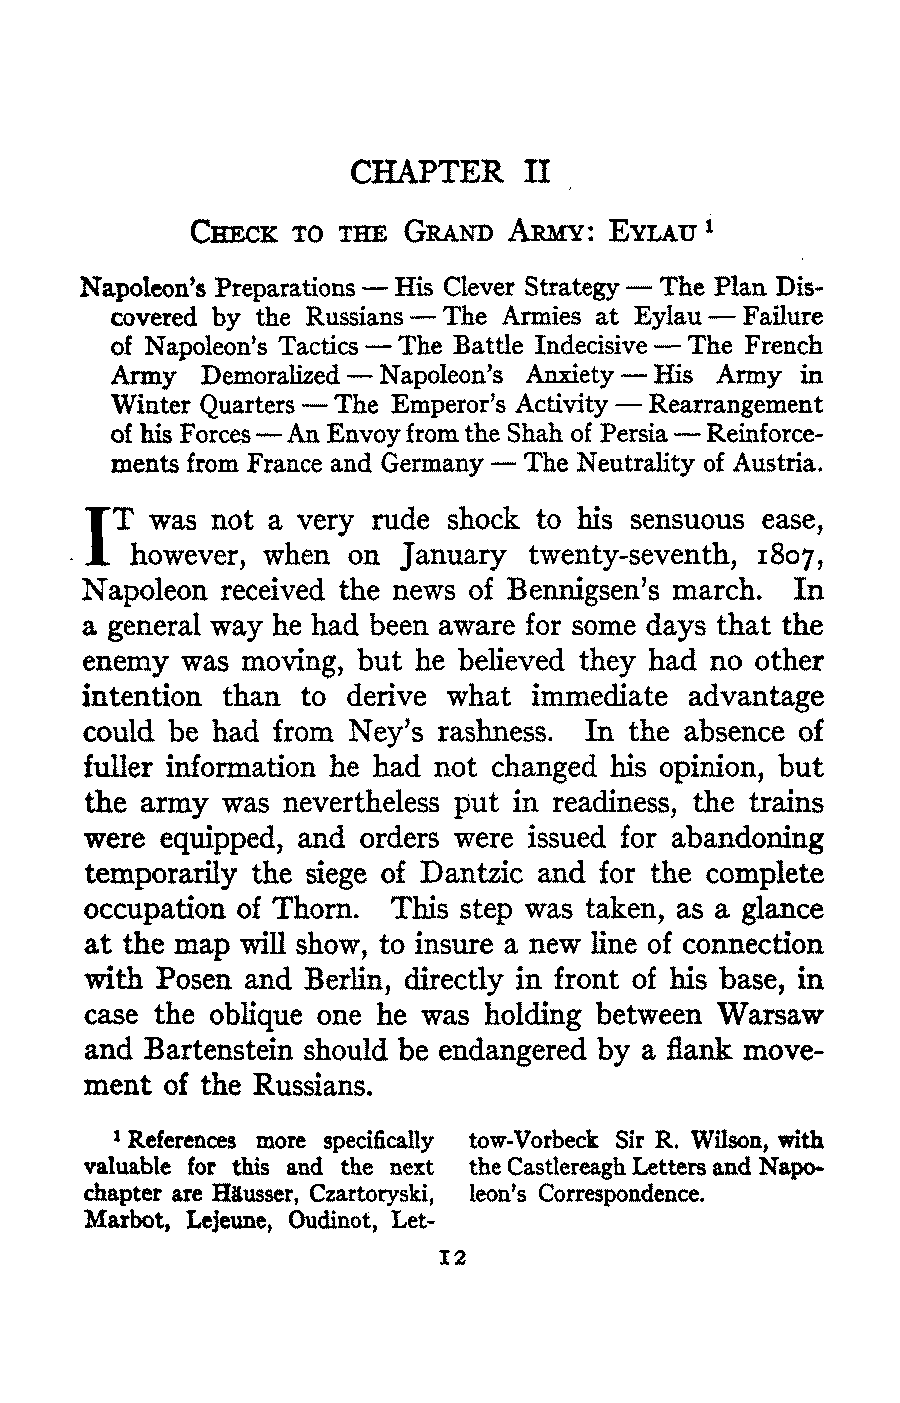 CHAPTER II
CHECK TO THE GRAND ARMY: EYLAU ¹
Napoleon's Preparations — His Clever Strategy — The Plan Dis-
covered by the Russians — The Armies at Eylau — Failure
of Napoleon's Tactics — The Battle Indecisive — The French
Army Demoralized — Napoleon's Anxiety — His Army in
Winter Quarters — The Emperor's Activity — Rearrangement
of his Forces — An Envoy from the Shah of Persia — Reinforce-
ments from France and Germany — The Neutrality of Austria.
IT was not a very rude shock to his sensuous ease,
however, when on January twenty-seventh, 1807,
Napoleon received the news of Bennigsen's march. In
a general way he had been aware for some days that the
enemy was moving, but he believed they had no other
intention than to derive what immediate advantage
could be had from Ney's rashness. In the absence of
fuller information he had not changed his opinion, but
the army was nevertheless put in readiness, the trains
were equipped, and orders were issued for abandoning
temporarily the siege of Dantzic and for the complete
occupation of Thorn. This step was taken, as a glance
at the map will show, to insure a new line of connection
with Posen and Berlin, directly in front of his base, in
case the oblique one he was holding between Warsaw
and Bartenstein should be endangered by a flank move-
ment of the Russians.
¹ References more specifically
valuable for this and the next
chapter are Häusser, Czartoryski,
Marbot, Lejeune, Oudinot, Let-
tow-Vorbeck Sir R. Wilson, with
the Castlereagh Letters and Napo-
leon's Correspondence.
12